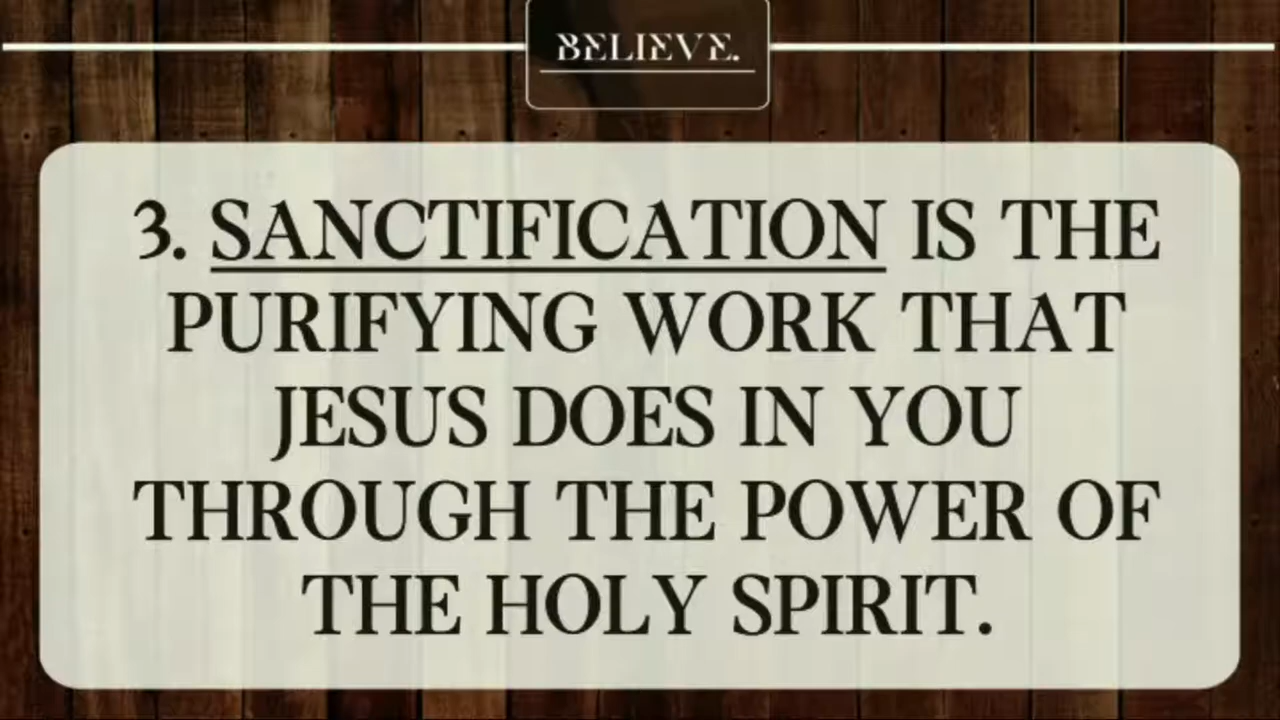 BELIEVE.
3. SANCTIFICATION IS THE
PURIFYING WORK THAT
JESUS DOES IN YOU
THROUGH THE POWER OF
THE HOLY SPIRIT.